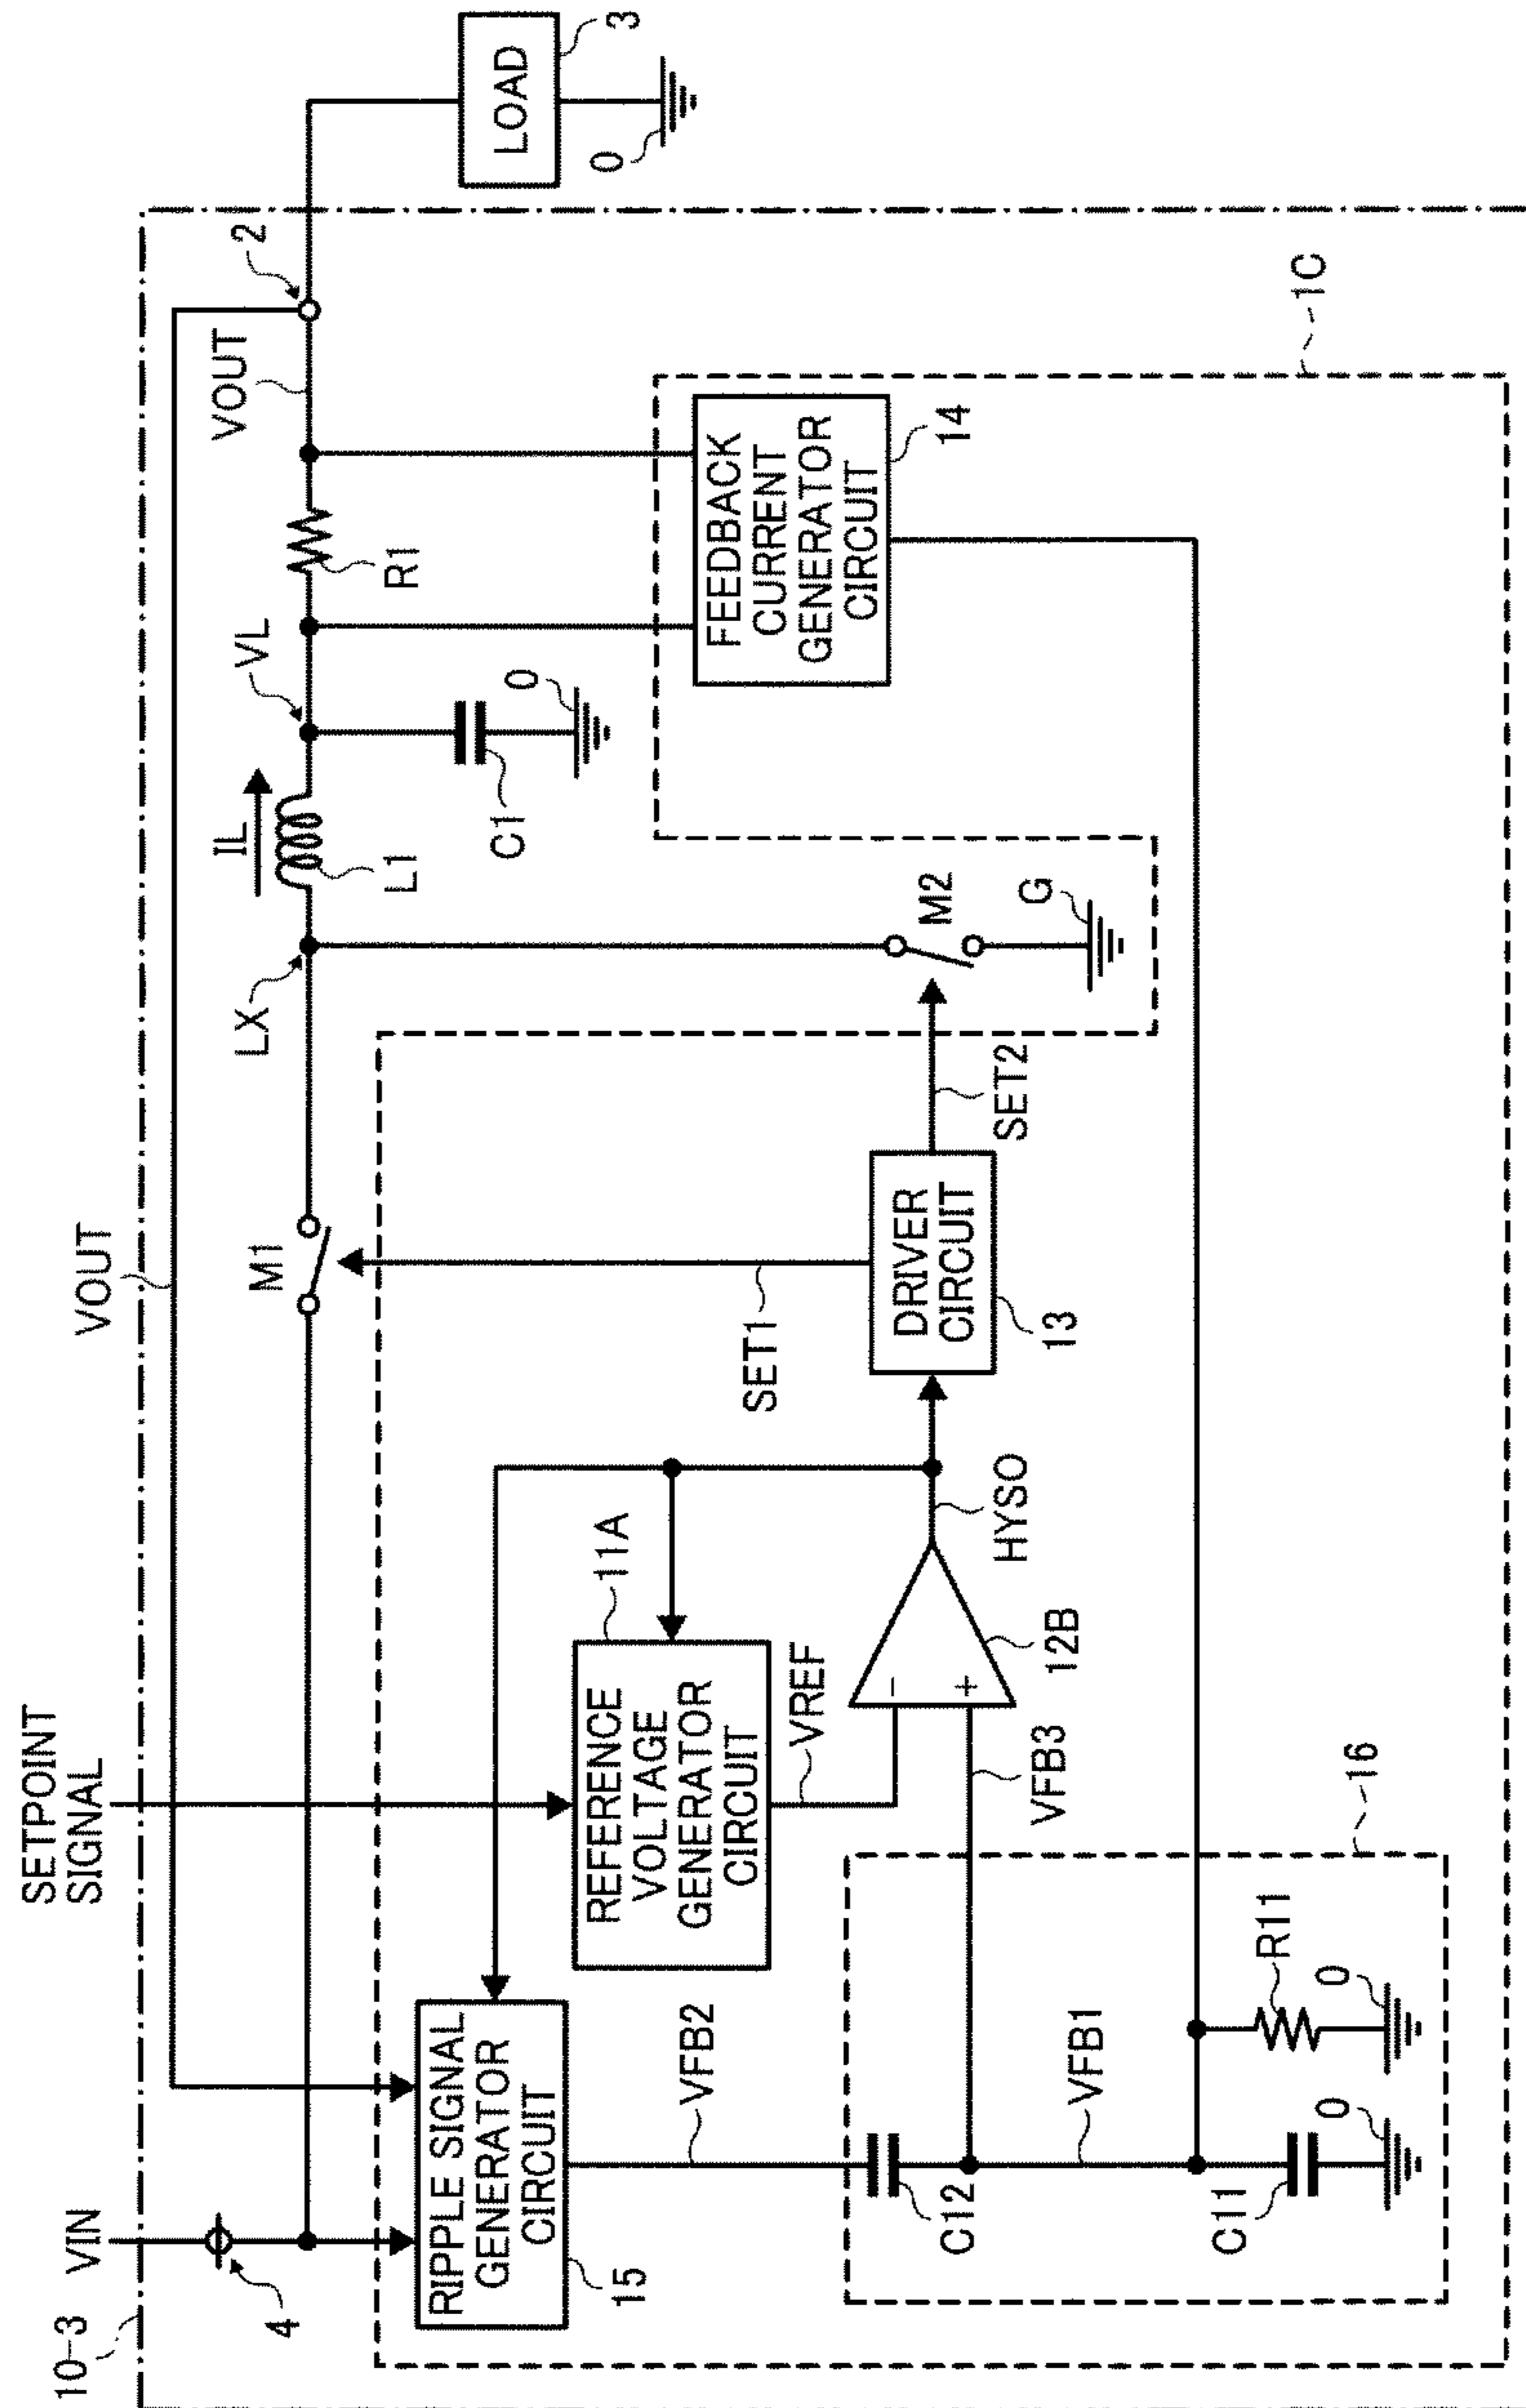 10-3
VIN
4
SETPOINT
SIGNAL
VOUT
M1
LX
IL
L1
VL
C1
0
R1
VOUT
2
LOAD
3
0
RIPPLE SIGNAL
GENERATOR
CIRCUIT
15
REFERENCE
VOLTAGE
GENERATOR
CIRCUIT
11A
VREF
SET1
DRIVER
CIRCUIT
13
SET2
M2
G
FEEDBACK
CURRENT
GENERATOR
CIRCUIT
14
1C
VFB2
HYSO
-
+
12B
VFB3
C12
VFB1
16
C11
0
R11
0